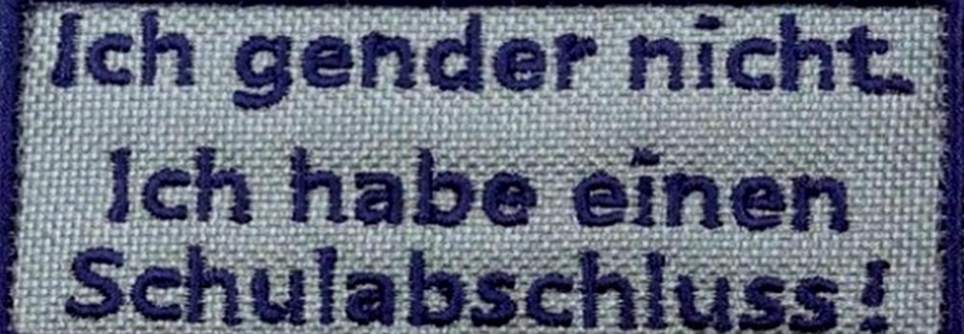 Ich gender nicht.
Ich habe einen
Schulabschluss!